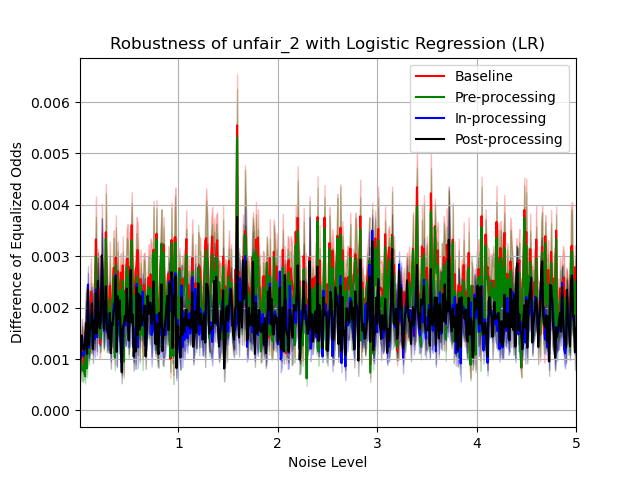 Robustness of unfair_2 with Logistic Regression (LR)
Baseline
Pre-processing
In-processing
Post-processing
Difference of Equalized Odds
0.006
0.005
0.004
0.003
0.002
0.001
0.000
1 2 3 4 5
Noise Level